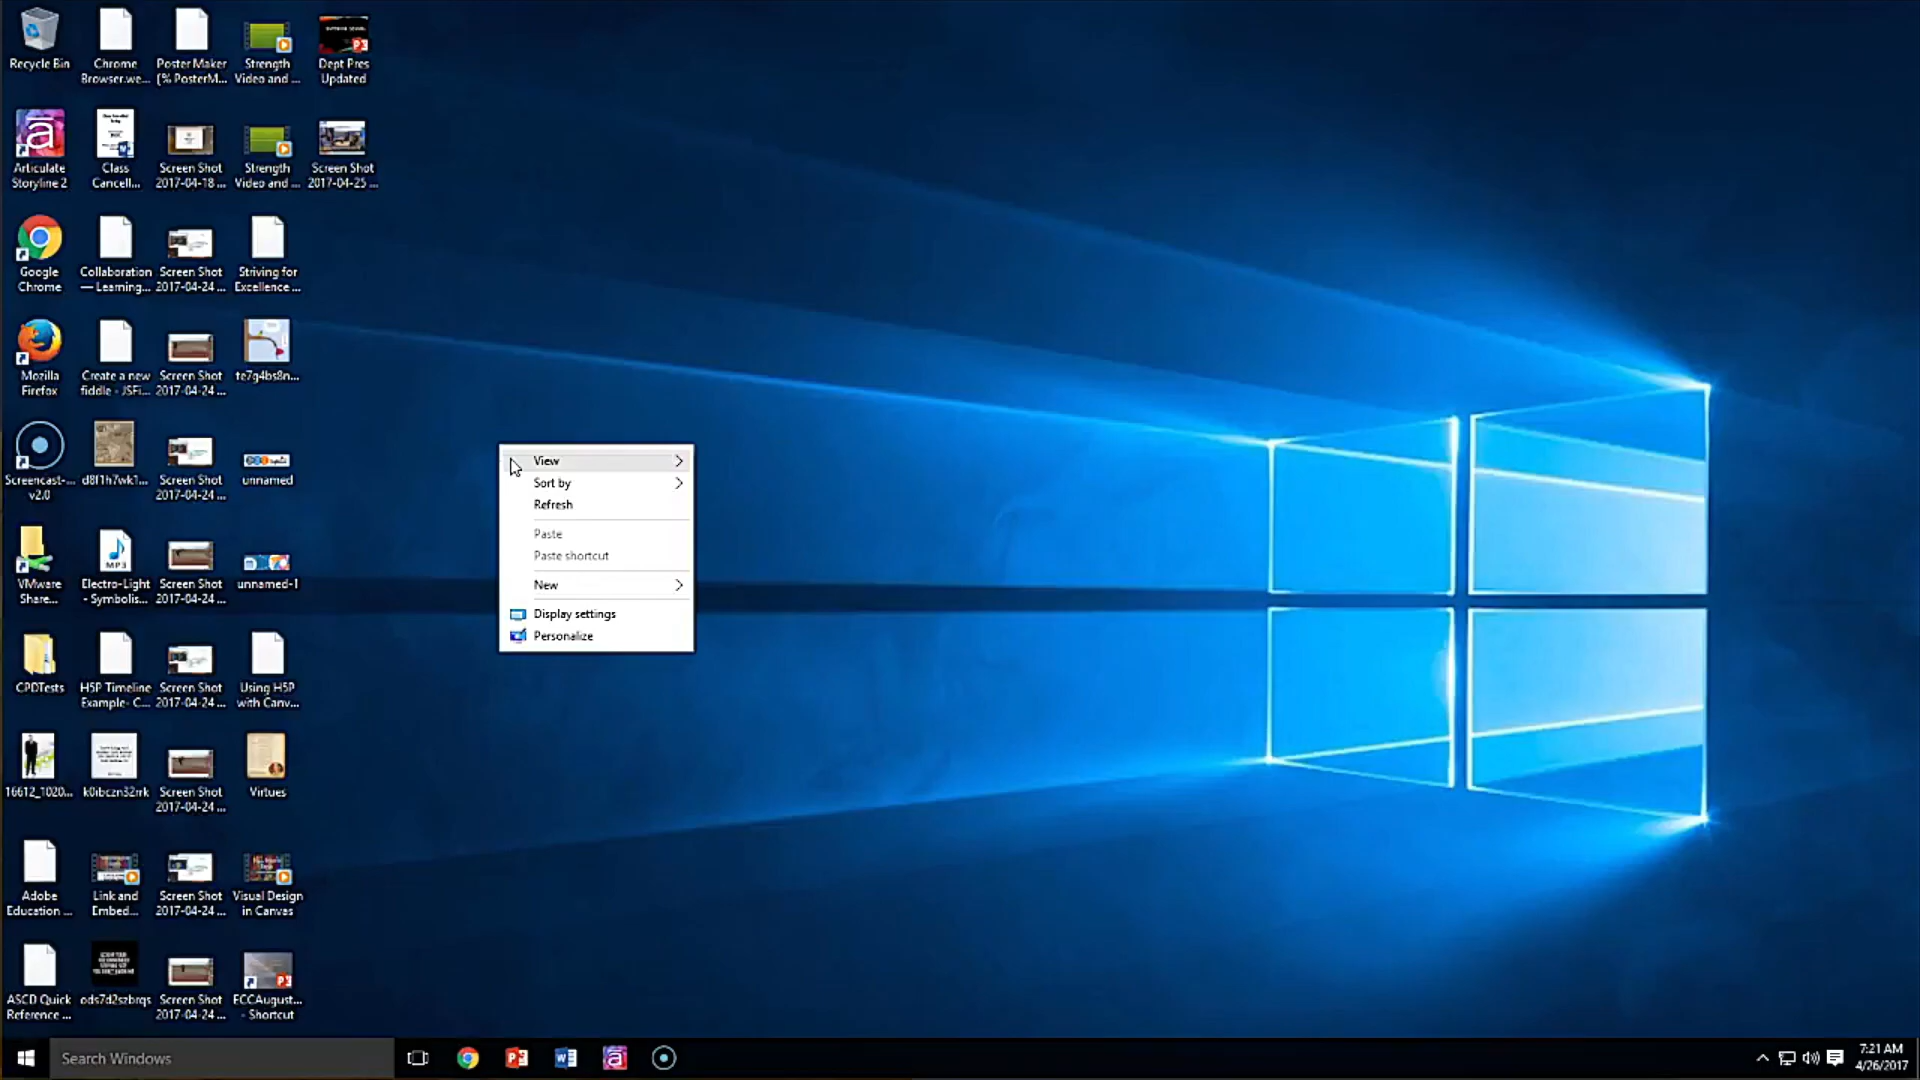 Recycle Bin
Chrome
Browser.we...
Poster Maker
(% PosterM...
Strength
Video and ...
Dept Pres
Updated
Articulate
Storyline 2
Class
Cancell...
Screen Shot
2017-04-18 ...
Strength
Video and ...
Screen Shot
2017-04-25 ...
Google
Chrome
Collaboration
— Learning...
Screen Shot
2017-04-24 ...
Striving for
Excellence ...
Mozilla
Firefox
Create a new
fiddle - JSFi...
Screen Shot
2017-04-24 ...
te7g4bs8n...
Screencast-...
v2.0
d8f1h7wk1...
Screen Shot
2017-04-24 ...
unnamed
VMware
Share...
MP3
Electro-Light
- Symbolis...
Screen Shot
2017-04-24 ...
unnamed-1
CPDTests
H5P Timeline
Example- C...
Screen Shot
2017-04-24 ...
Using H5P
with Canv...
16612_1020...
k0ibczn32rrk
Screen Shot
2017-04-24 ...
Virtues
Adobe
Education ...
Link and
Embed...
Screen Shot
2017-04-24 ...
Visual Design
in Canvas
ASCD Quick
Reference ...
ods7d2szbrqs
Screen Shot
2017-04-24 ...
ECCAugust...
- Shortcut
View
Sort by
Refresh
Paste
Paste shortcut
New
Display settings
Personalize
Search Windows
7:21 AM
4/26/2017